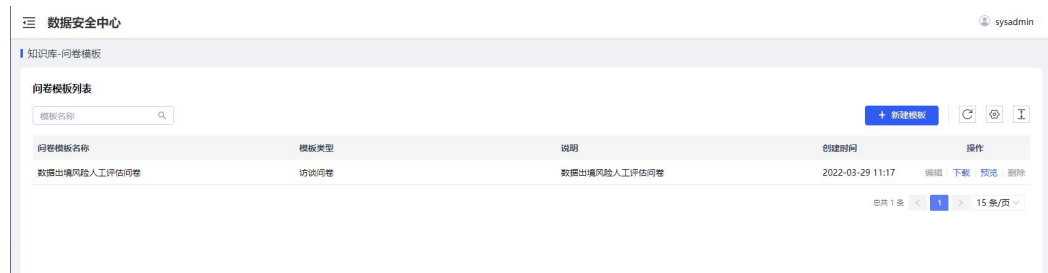 数据安全中心
sysadmin
知识库-问卷模板
问卷模板列表
模板名称
+ 新建模板
问卷模板名称 模板类型 说明 创建时间 操作
数据出境风险人工评估问卷 访谈问卷 数据出境风险人工评估问卷 2022-03-29 11:17 编辑 下载 预览 删除
总共 1 条 < 1 > 15 条/页